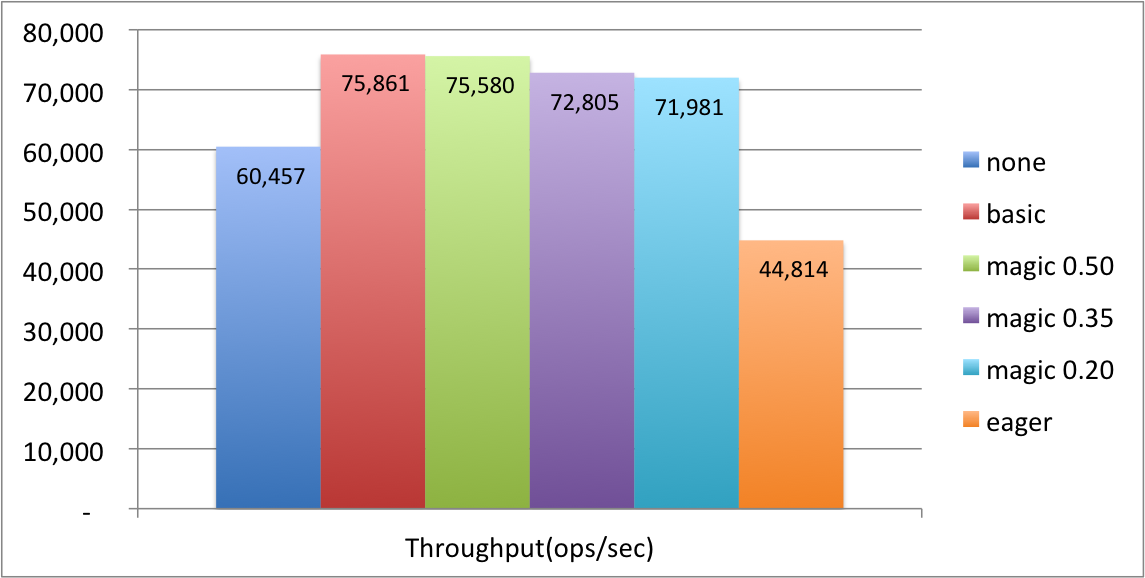 80,000
70,000
60,000
50,000
40,000
30,000
20,000
10,000
-
60,457
75,861
75,580
72,805
71,981
44,814
Throughput(ops/sec)
none
basic
magic 0.50
magic 0.35
magic 0.20
eager